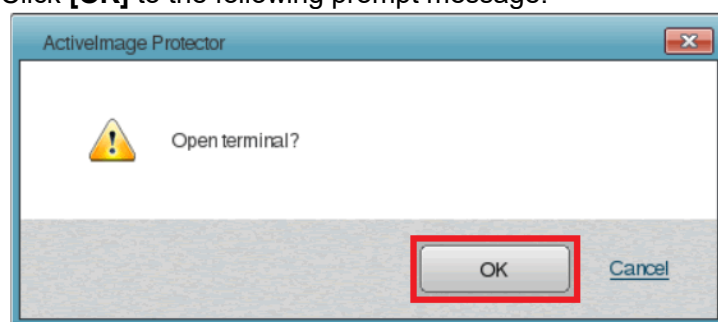 Click [OK] to the following prompt message.
ActiveImage Protector
Open terminal?
OK
Cancel